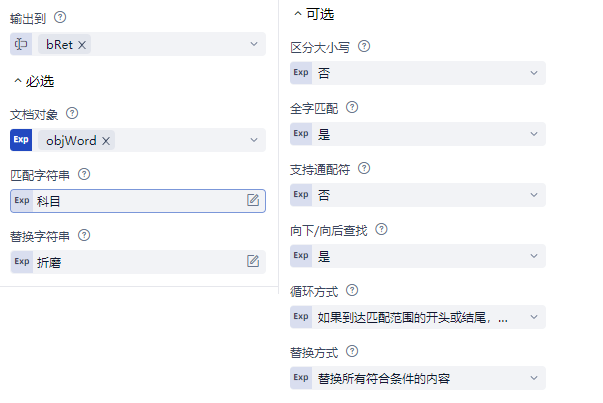 输出到
bRet ×
必选
文档对象
Exp objWord ×
匹配字符串
Exp 科目
替换字符串
Exp 折磨
可选
区分大小写
Exp 否
全字匹配
Exp 是
支持通配符
Exp 否
向下/向后查找
Exp 是
循环方式
Exp 如果到达匹配范围的开头或结尾，...
替换方式
Exp 替换所有符合条件的内容